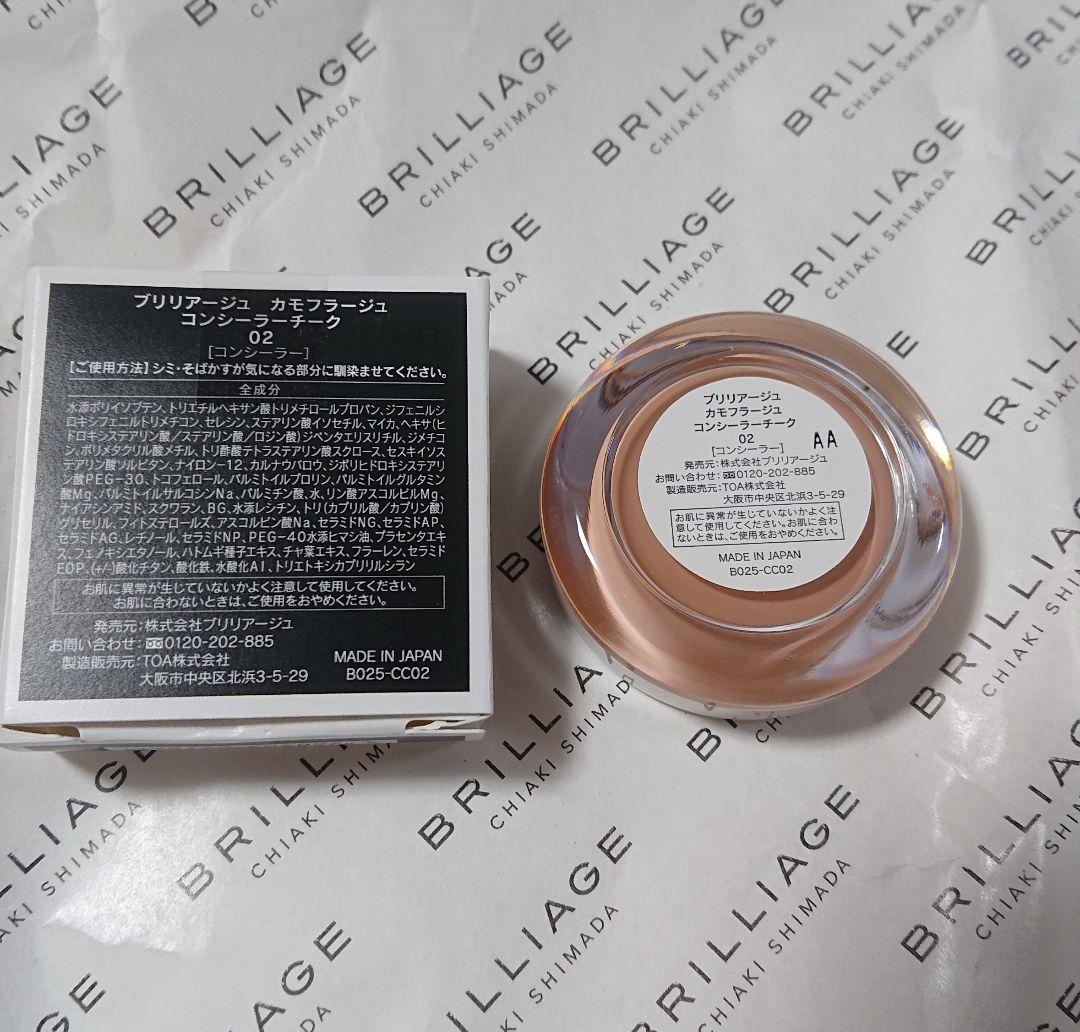 BRILLIAGE
CHIAKI SHIMADA
BRILLIAGE
CHIAKI SHIMADA
BRILLIAGE
CHIAKI SHIMADA
BRILLIAGE
CHIAKI SHIMADA
BRILLIAGE
CHIAKI SHIMADA
ブリリアージュ カモフラージュ
コンシーラーチーク
02
[コンシーラー]
【ご使用方法】シミ・そばかすが気になる部分に馴染ませてください。
全成分
水添ポリイソブテン、トリエチルヘキサン酸トリメチロールプロパン、ジフェニルシ
ロキシフェニルトリメチコン、セレシン、ステアリン酸イソセチル、マイカ、ヘキサ(ヒ
ドロキシステアリン酸/ステアリン酸/ロジン酸)ジペンタエリスリチル、ジメチコ
ン、ポリメタクリル酸メチル、トリ酢酸テトラステアリン酸スクロース、セスキイソス
テアリン酸ソルビタン、ナイロン-12、カルナウバロウ、ジポリヒドロキシステアリ
ン酸PEG-30、トコフェロール、パルミトイルプロリン、パルミトイルグルタミン
酸Mg、パルミトイルサルコシンNa、パルミチン酸、水、リン酸アスコルビルMg、
ナイアシンアミド、スクワラン、BG、水添レシチン、トリ(カプリル酸/カプリン酸)
グリセリル、フィトステロールズ、アスコルビン酸Na、セラミドNG、セラミドAP、
セラミドAG、レチノール、セラミドNP、PEG-40水添ヒマシ油、プラセンタエキ
ス、フェノキシエタノール、ハトムギ種子エキス、チャ葉エキス、フラーレン、セラミド
EOP、(+/-)酸化チタン、酸化鉄、水酸化Al、トリエトキシカプリリルシラン
お肌に異常が生じていないかよく注意して使用してください。
お肌に合わないときは、ご使用をおやめください。
発売元:株式会社ブリリアージュ
お問い合わせ:0120-202-885
製造販売元:TOA株式会社
大阪市中央区北浜3-5-29
MADE IN JAPAN
B025-CC02
ブリリアージュ
カモフラージュ
コンシーラーチーク
02
[コンシーラー]
AA
発売元:株式会社ブリリアージュ
お問い合わせ:0120-202-885
製造販売元:TOA株式会社
大阪市中央区北浜3-5-29
お肌に異常が生じていないかよく注
意して使用してください。お肌に合わ
ないときは、ご使用をおやめください。
MADE IN JAPAN
B025-CC02
BRILLIAGE
CHIAKI SHIMADA
BRILLIAGE
CHIAKI SHIMADA
BRILLIAGE
CHIAKI SHIMADA
BRILLIAGE
CHIAKI SHIMADA